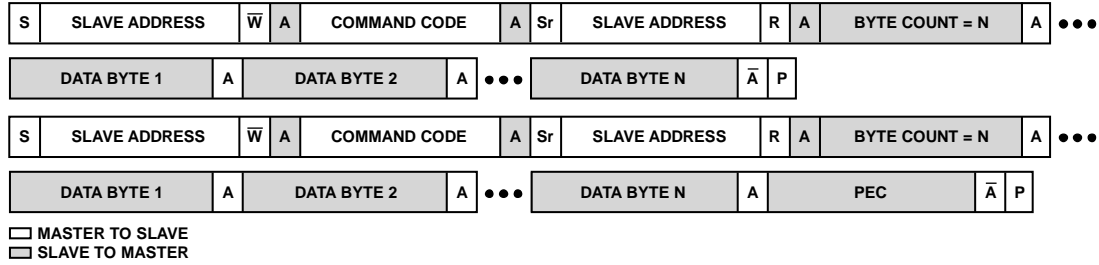 S SLAVE ADDRESS W̅ A COMMAND CODE A Sr SLAVE ADDRESS R A BYTE COUNT = N A •••
DATA BYTE 1 A DATA BYTE 2 A ••• DATA BYTE N A̅ P
S SLAVE ADDRESS W̅ A COMMAND CODE A Sr SLAVE ADDRESS R A BYTE COUNT = N A •••
DATA BYTE 1 A DATA BYTE 2 A ••• DATA BYTE N A PEC A̅ P
MASTER TO SLAVE
SLAVE TO MASTER